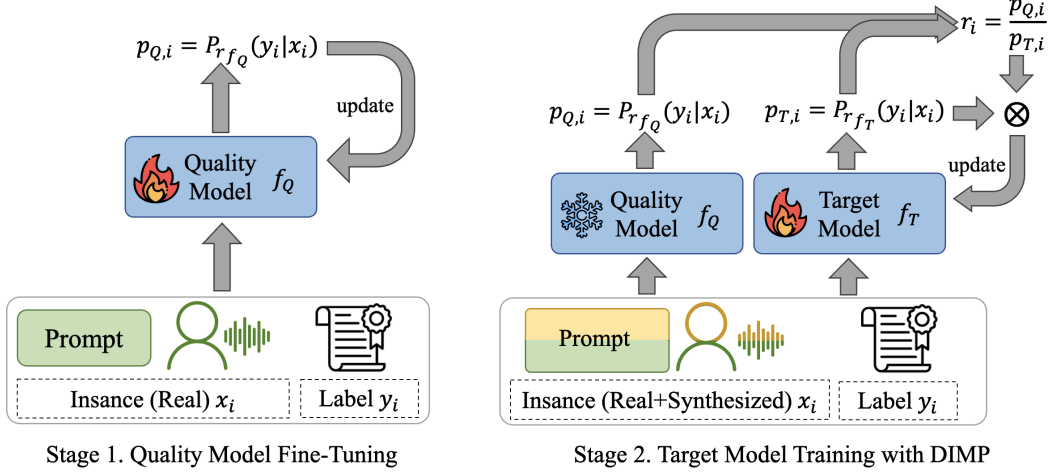 p_{Q,i} = P_{r_{f_Q}}(y_i|x_i)
update
Quality
Model f_Q
Prompt
Insance (Real) x_i
Label y_i
Stage 1. Quality Model Fine-Tuning
r_i = \frac{p_{Q,i}}{p_{T,i}}
p_{Q,i} = P_{r_{f_Q}}(y_i|x_i)
p_{T,i} = P_{r_{f_T}}(y_i|x_i)
⊗
update
Quality
Model f_Q
Target
Model f_T
Prompt
Insance (Real+Synthesized) x_i
Label y_i
Stage 2. Target Model Training with DIMP